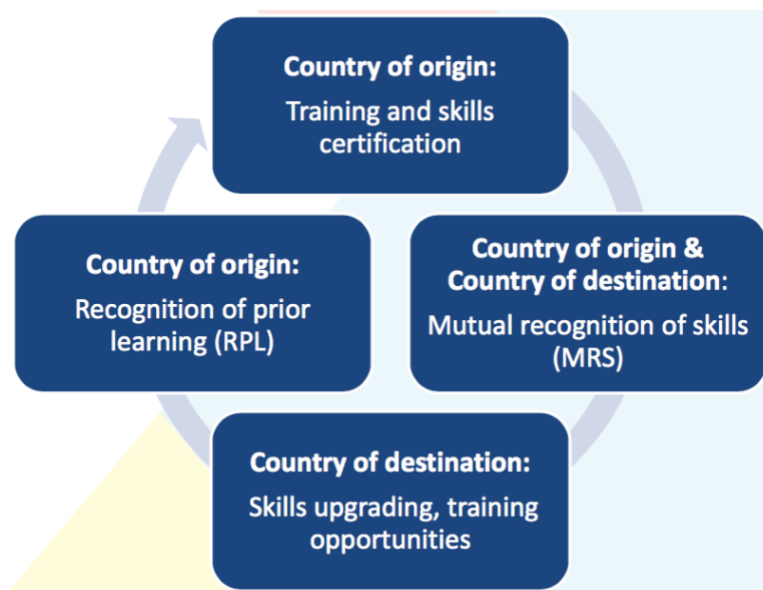 Country of origin:
Training and skills
certification
Country of origin:
Recognition of prior
learning (RPL)
Country of origin &
Country of destination:
Mutual recognition of skills
(MRS)
Country of destination:
Skills upgrading, training
opportunities